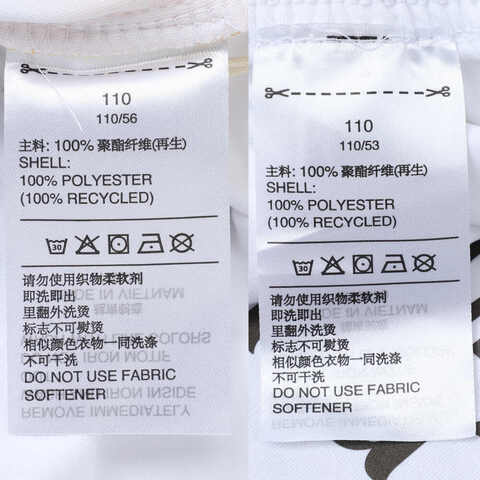 110
110/56
主料: 100% 聚酯纤维(再生)
SHELL:
100% POLYESTER
(100% RECYCLED)
30
请勿使用织物柔软剂
即洗即出
里翻外洗烫
标志不可熨烫
相似颜色衣物一同洗涤
不可干洗
DO NOT USE FABRIC
SOFTENER
110
110/53
主料: 100% 聚酯纤维(再生)
SHELL:
100% POLYESTER
(100% RECYCLED)
30
请勿使用织物柔软剂
即洗即出
里翻外洗烫
标志不可熨烫
相似颜色衣物一同洗涤
不可干洗
DO NOT USE FABRIC
SOFTENER